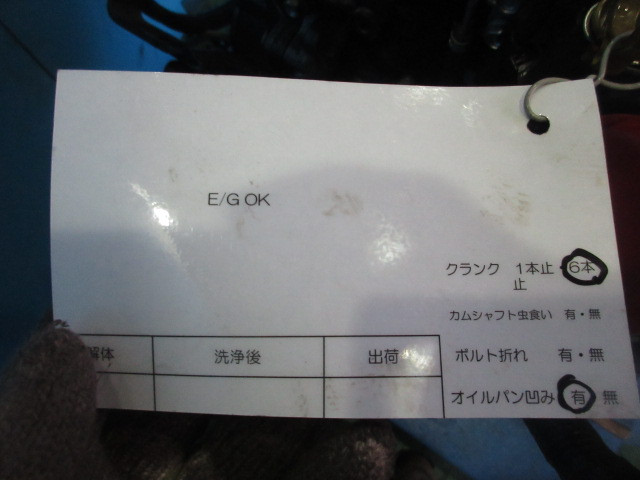 E/G OK
クランク 1本止・6本
止
カムシャフト虫食い 有・無
解体 洗浄後 出荷 ボルト折れ 有・無
オイルパン凹み 有 無